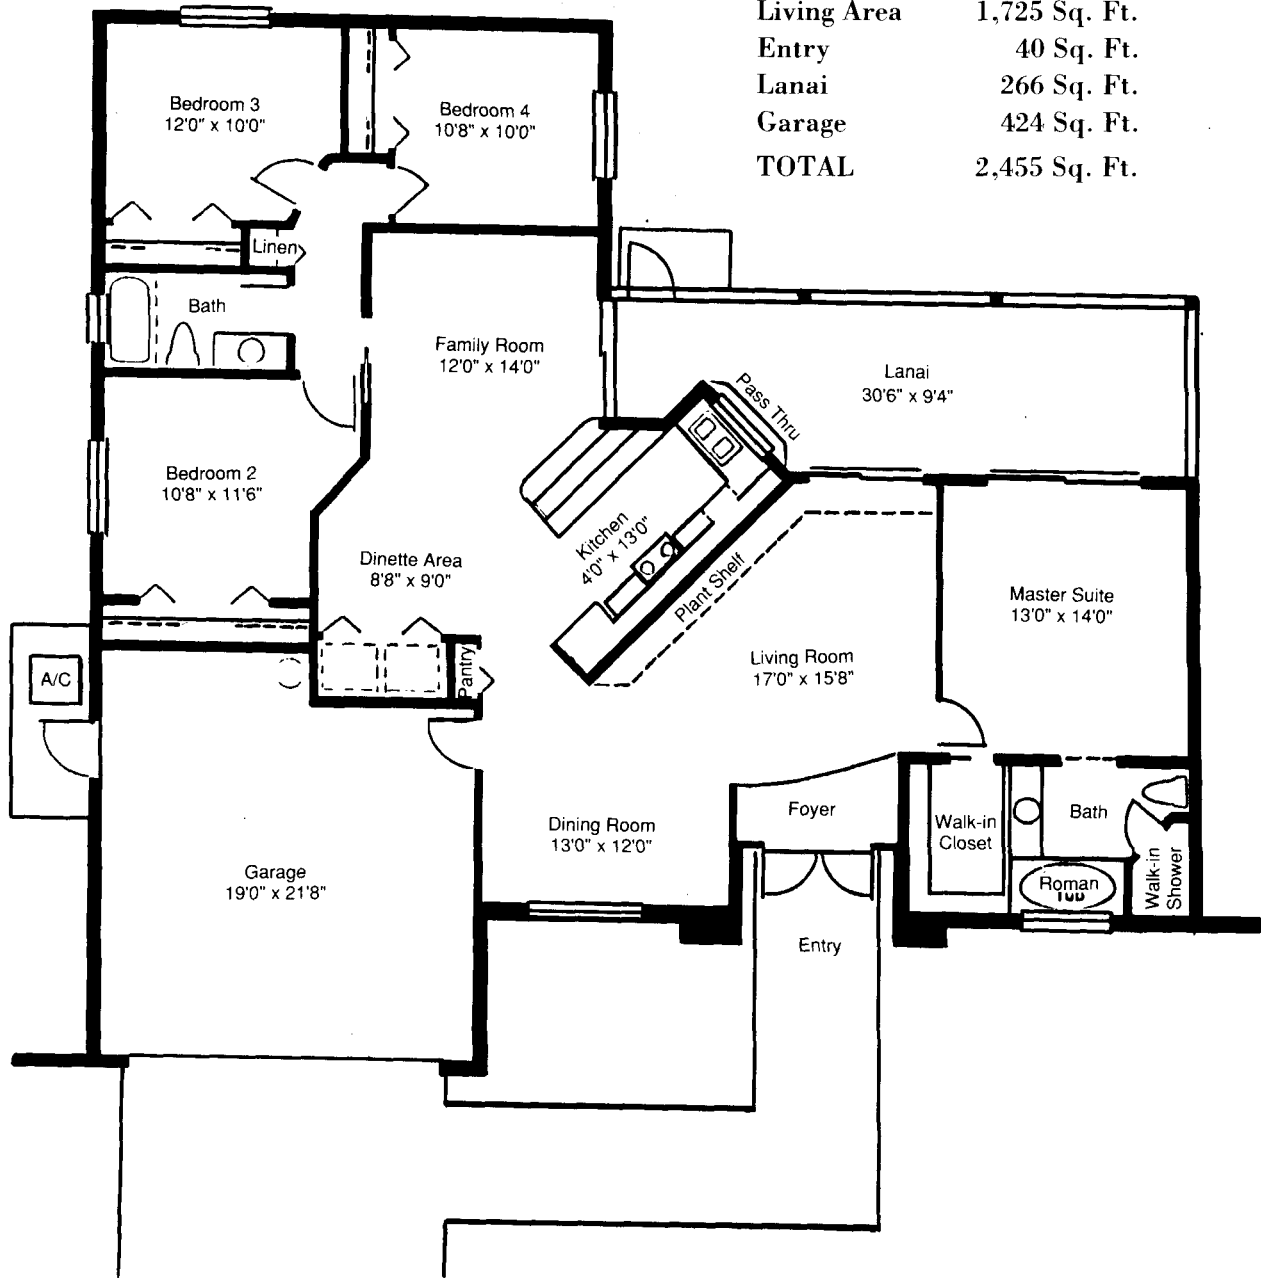 Living Area 1,725 Sq. Ft.
Entry 40 Sq. Ft.
Lanai 266 Sq. Ft.
Garage 424 Sq. Ft.
TOTAL 2,455 Sq. Ft.
Bedroom 3
12'0" x 10'0"
Bedroom 4
10'8" x 10'0"
Linen
Bath
Family Room
12'0" x 14'0"
Lanai
30'6" x 9'4"
Pass Thru
Bedroom 2
10'8" x 11'6"
Kitchen
4'0" x 13'0"
Dinette Area
8'8" x 9'0"
Plant Shelf
Master Suite
13'0" x 14'0"
Living Room
17'0" x 15'8"
A/C
Pantry
Foyer
Dining Room
13'0" x 12'0"
Walk-in
Closet
Bath
Garage
19'0" x 21'8"
Roman
Tub
Walk-in
Shower
Entry